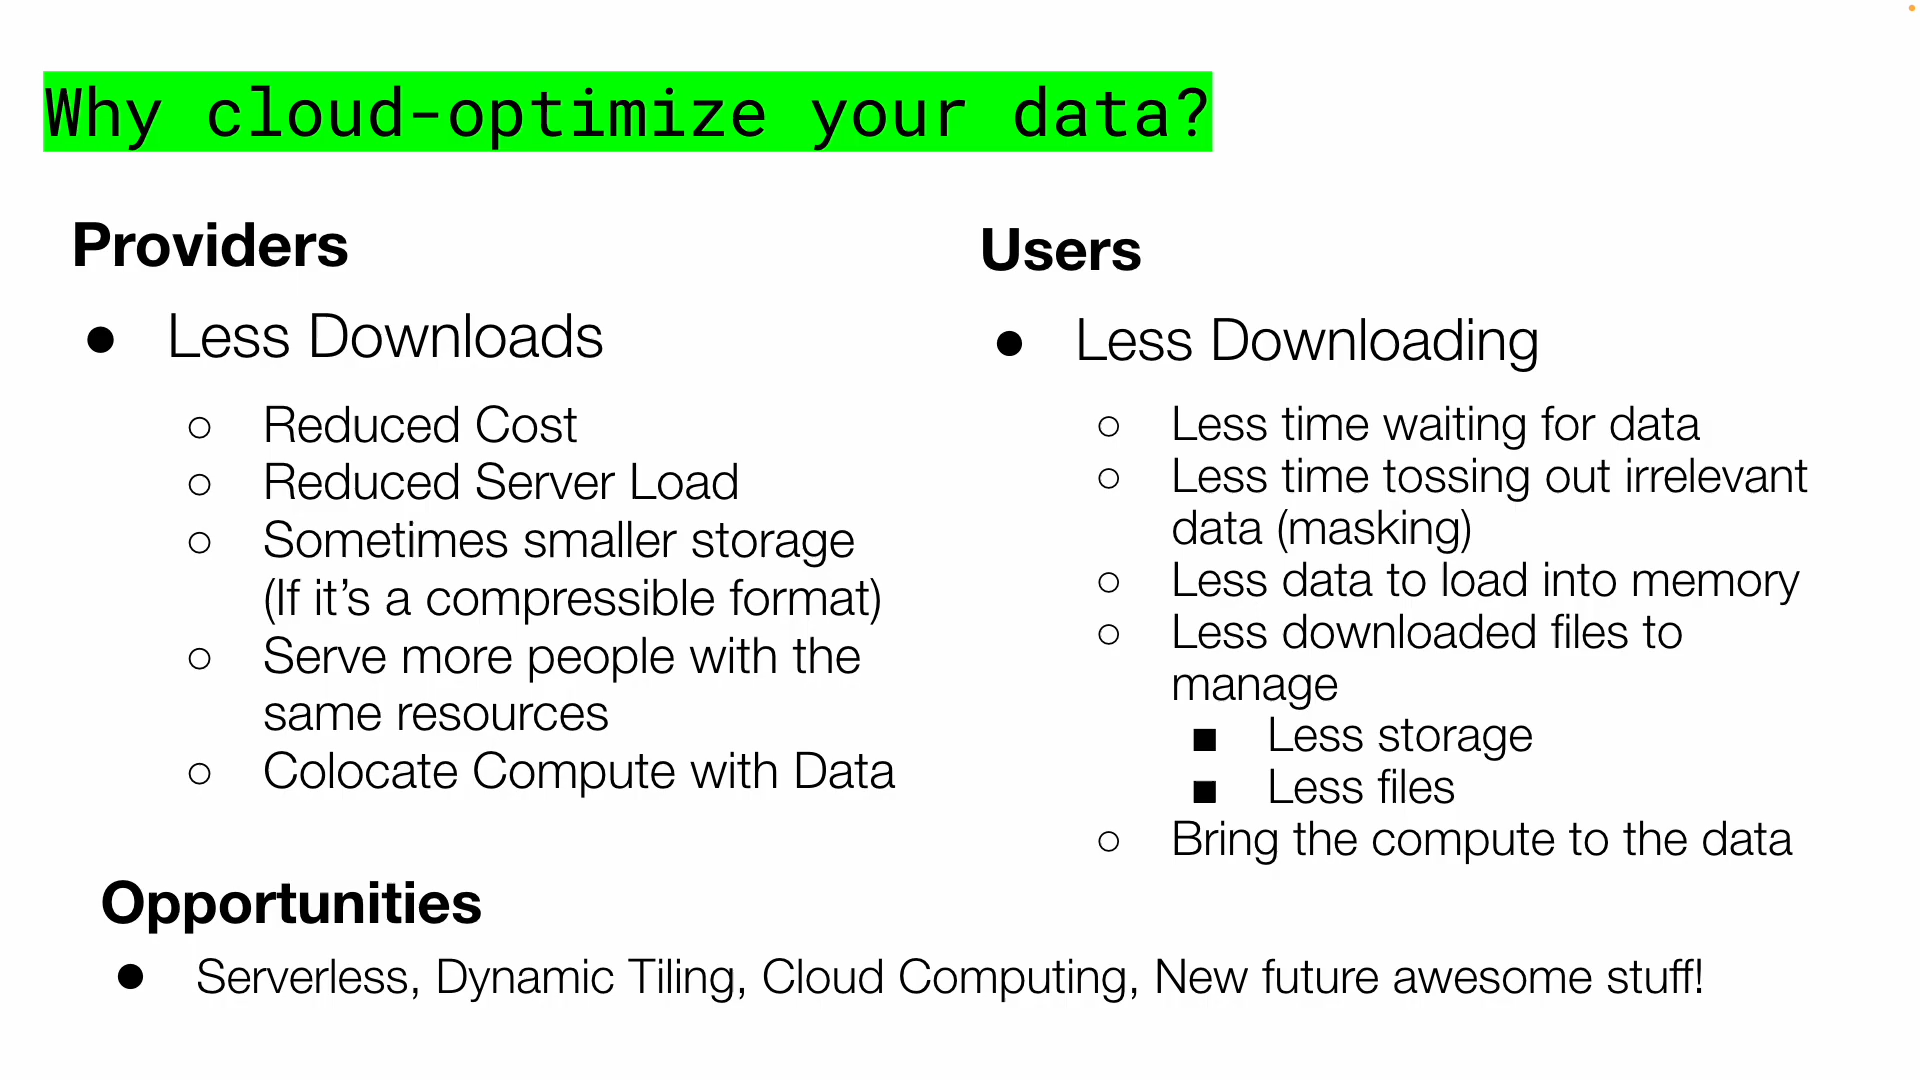 Why cloud-optimize your data?
Providers
● Less Downloads
○ Reduced Cost
○ Reduced Server Load
○ Sometimes smaller storage
(If it’s a compressible format)
○ Serve more people with the
same resources
○ Colocate Compute with Data
Users
● Less Downloading
○ Less time waiting for data
○ Less time tossing out irrelevant
data (masking)
○ Less data to load into memory
○ Less downloaded files to
manage
■ Less storage
■ Less files
○ Bring the compute to the data
Opportunities
● Serverless, Dynamic Tiling, Cloud Computing, New future awesome stuff!